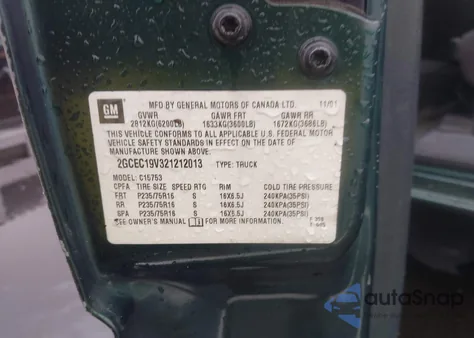 GM
MFD BY GENERAL MOTORS OF CANADA LTD. 11/01
GVWR GAWR FRT GAWR RR
2812KG(6200LB) 1633KG(3600LB) 1672KG(3686LB)
THIS VEHICLE CONFORMS TO ALL APPLICABLE U.S. FEDERAL MOTOR
VEHICLE SAFETY STANDARDS IN EFFECT ON THE DATE OF
MANUFACTURE SHOWN ABOVE.
2GCEC19V321212013 TYPE: TRUCK
MODEL: C15753
TIRE SIZE SPEED RTG RIM COLD TIRE PRESSURE
FRT P235/75R16 S 16X6.5J 240KPA(35PSI)
RR P235/75R16 S 16X6.5J 240KPA(35PSI)
SPA P235/75R16 S 16X6.5J 240KPA(35PSI)
SEE OWNER'S MANUAL FOR MORE INFORMATION.
autoSnap